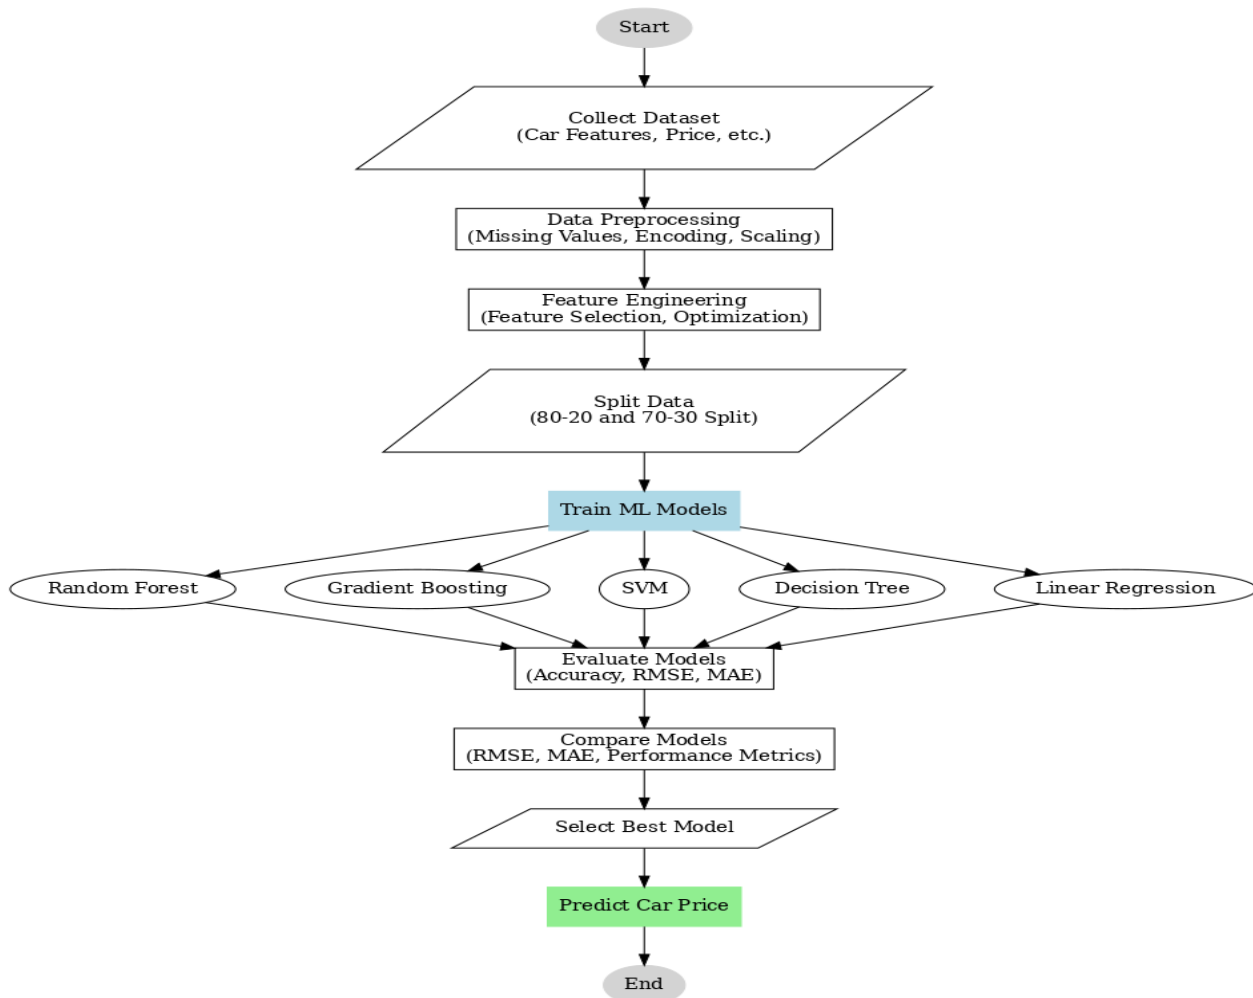 Start
Collect Dataset
(Car Features, Price, etc.)
Data Preprocessing
(Missing Values, Encoding, Scaling)
Feature Engineering
(Feature Selection, Optimization)
Split Data
(80-20 and 70-30 Split)
Train ML Models
Random Forest
Gradient Boosting
SVM
Decision Tree
Linear Regression
Evaluate Models
(Accuracy, RMSE, MAE)
Compare Models
(RMSE, MAE, Performance Metrics)
Select Best Model
Predict Car Price
End